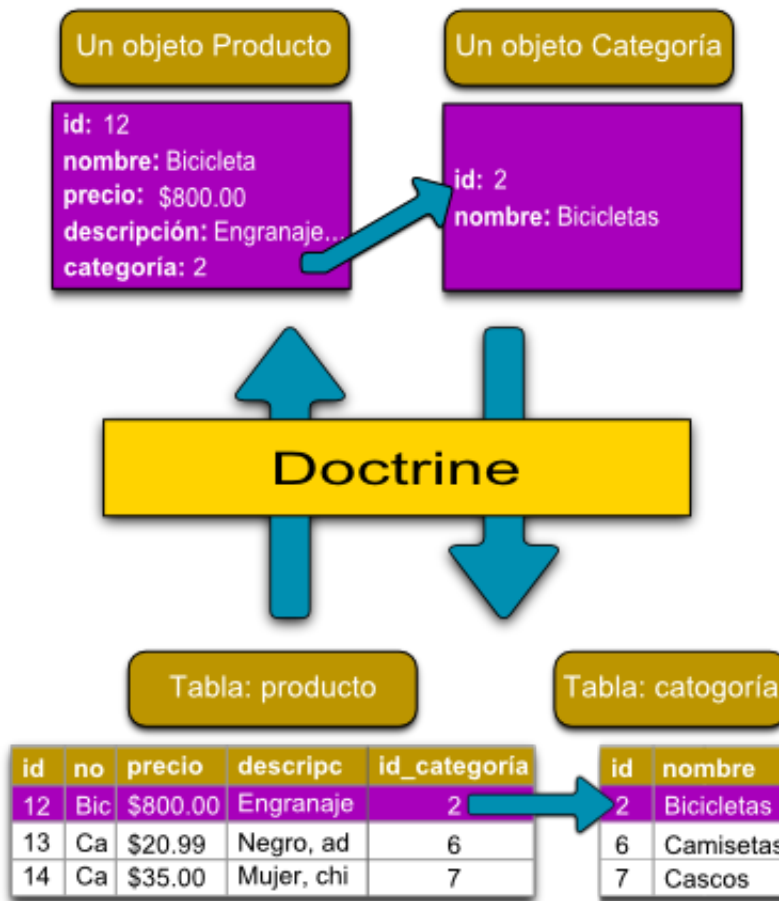 Un objeto Producto
Un objeto Categoría
id: 12
nombre: Bicicleta
precio: $800.00
descripción: Engranaje...
categoría: 2
id: 2
nombre: Bicicletas
Doctrine
Tabla: producto
Tabla: catogoría
id no precio descripc id_categoría
12 Bic $800.00 Engranaje 2
13 Ca $20.99 Negro, ad 6
14 Ca $35.00 Mujer, chi 7
id nombre
2 Bicicletas
6 Camisetas
7 Cascos